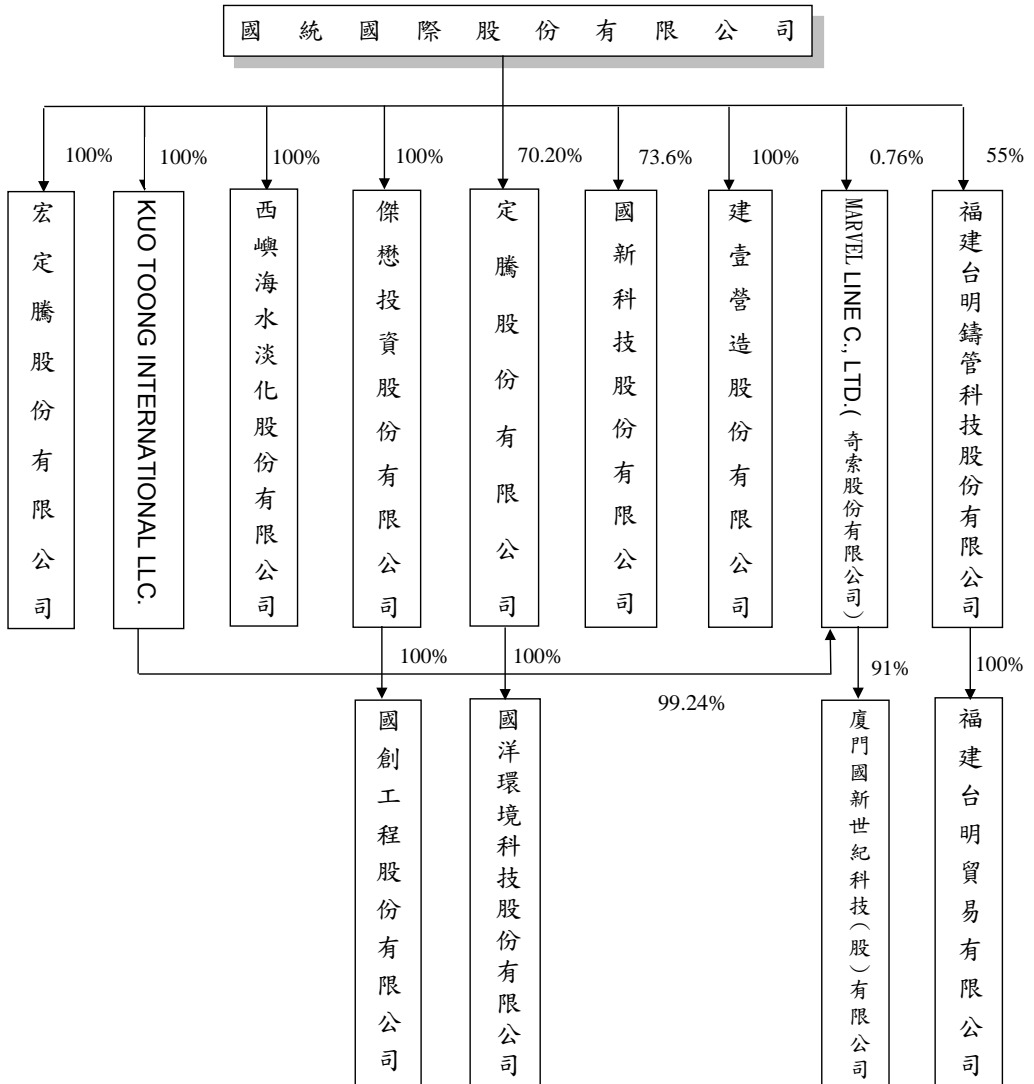 國統國際股份有限公司
100%
100%
100%
100%
70.20%
73.6%
100%
0.76%
55%
宏定騰股份有限公司
KUO TOONG INTERNATIONAL LLC.
西嶼海水淡化股份有限公司
傑懋投資股份有限公司
定騰股份有限公司
國新科技股份有限公司
建壹營造股份有限公司
MARVEL LINE C., LTD.(奇索股份有限公司)
福建台明鑄管科技股份有限公司
100%
100%
99.24%
91%
100%
國創工程股份有限公司
國洋環境科技股份有限公司
廈門國新世紀科技(股)有限公司
福建台明貿易有限公司